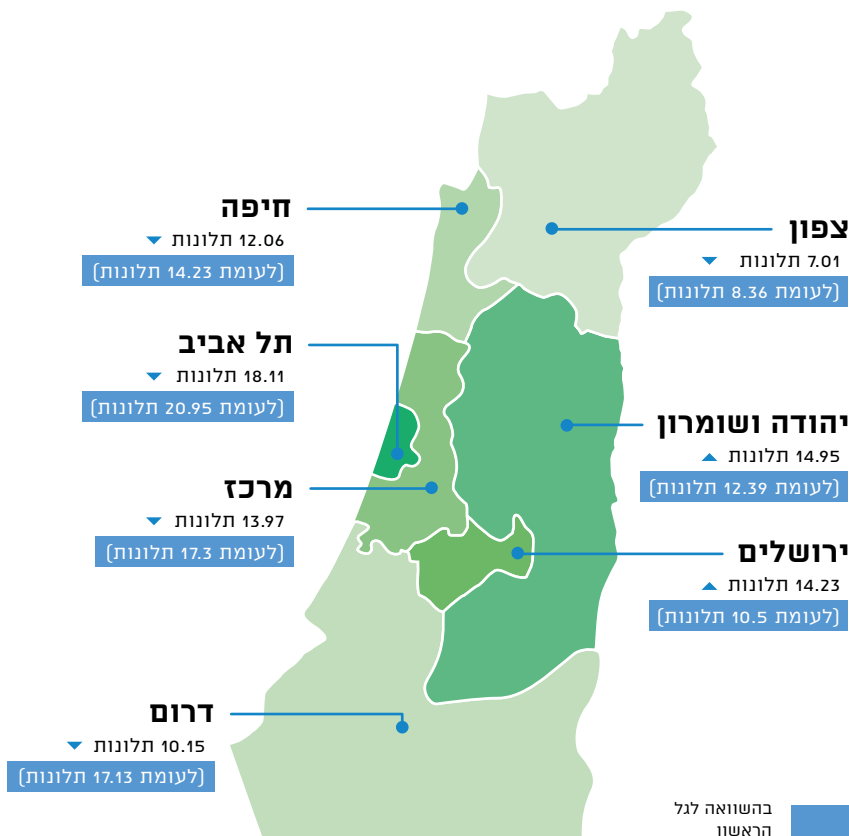 חיפה
12.06 תלונות
(לעומת 14.23 תלונות)
צפון
7.01 תלונות
(לעומת 8.36 תלונות)
תל אביב
18.11 תלונות
(לעומת 20.95 תלונות)
יהודה ושומרון
14.95 תלונות
(לעומת 12.39 תלונות)
מרכז
13.97 תלונות
(לעומת 17.3 תלונות)
ירושלים
14.23 תלונות
(לעומת 10.5 תלונות)
דרום
10.15 תלונות
(לעומת 17.13 תלונות)
בהשוואה לגל
הראשון